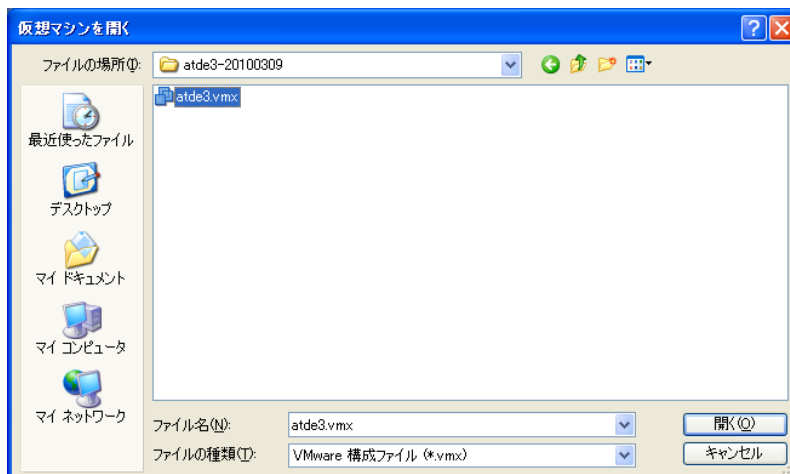 仮想マシンを開く
ファイルの場所(I):
atde3-20100309
atde3.vmx
最近使ったファイル
デスクトップ
マイ ドキュメント
マイ コンピュータ
マイ ネットワーク
ファイル名(N):
atde3.vmx
開く(O)
ファイルの種類(T):
VMware 構成ファイル (*.vmx)
キャンセル